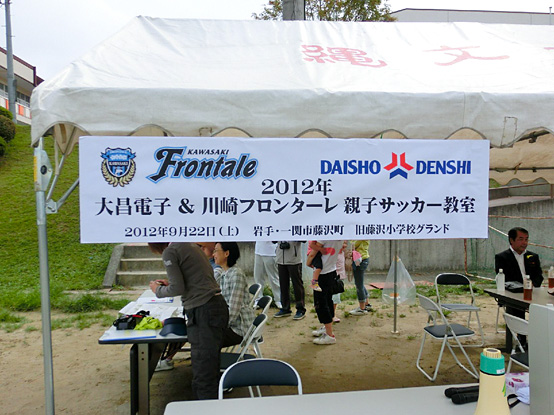 縄文
KAWASAKI
Frontale
DAISHO DENSHI
2012年
大昌電子 & 川崎フロンターレ 親子サッカー教室
2012年9月22日(土) 岩手・一関市藤沢町 旧藤沢小学校グランド